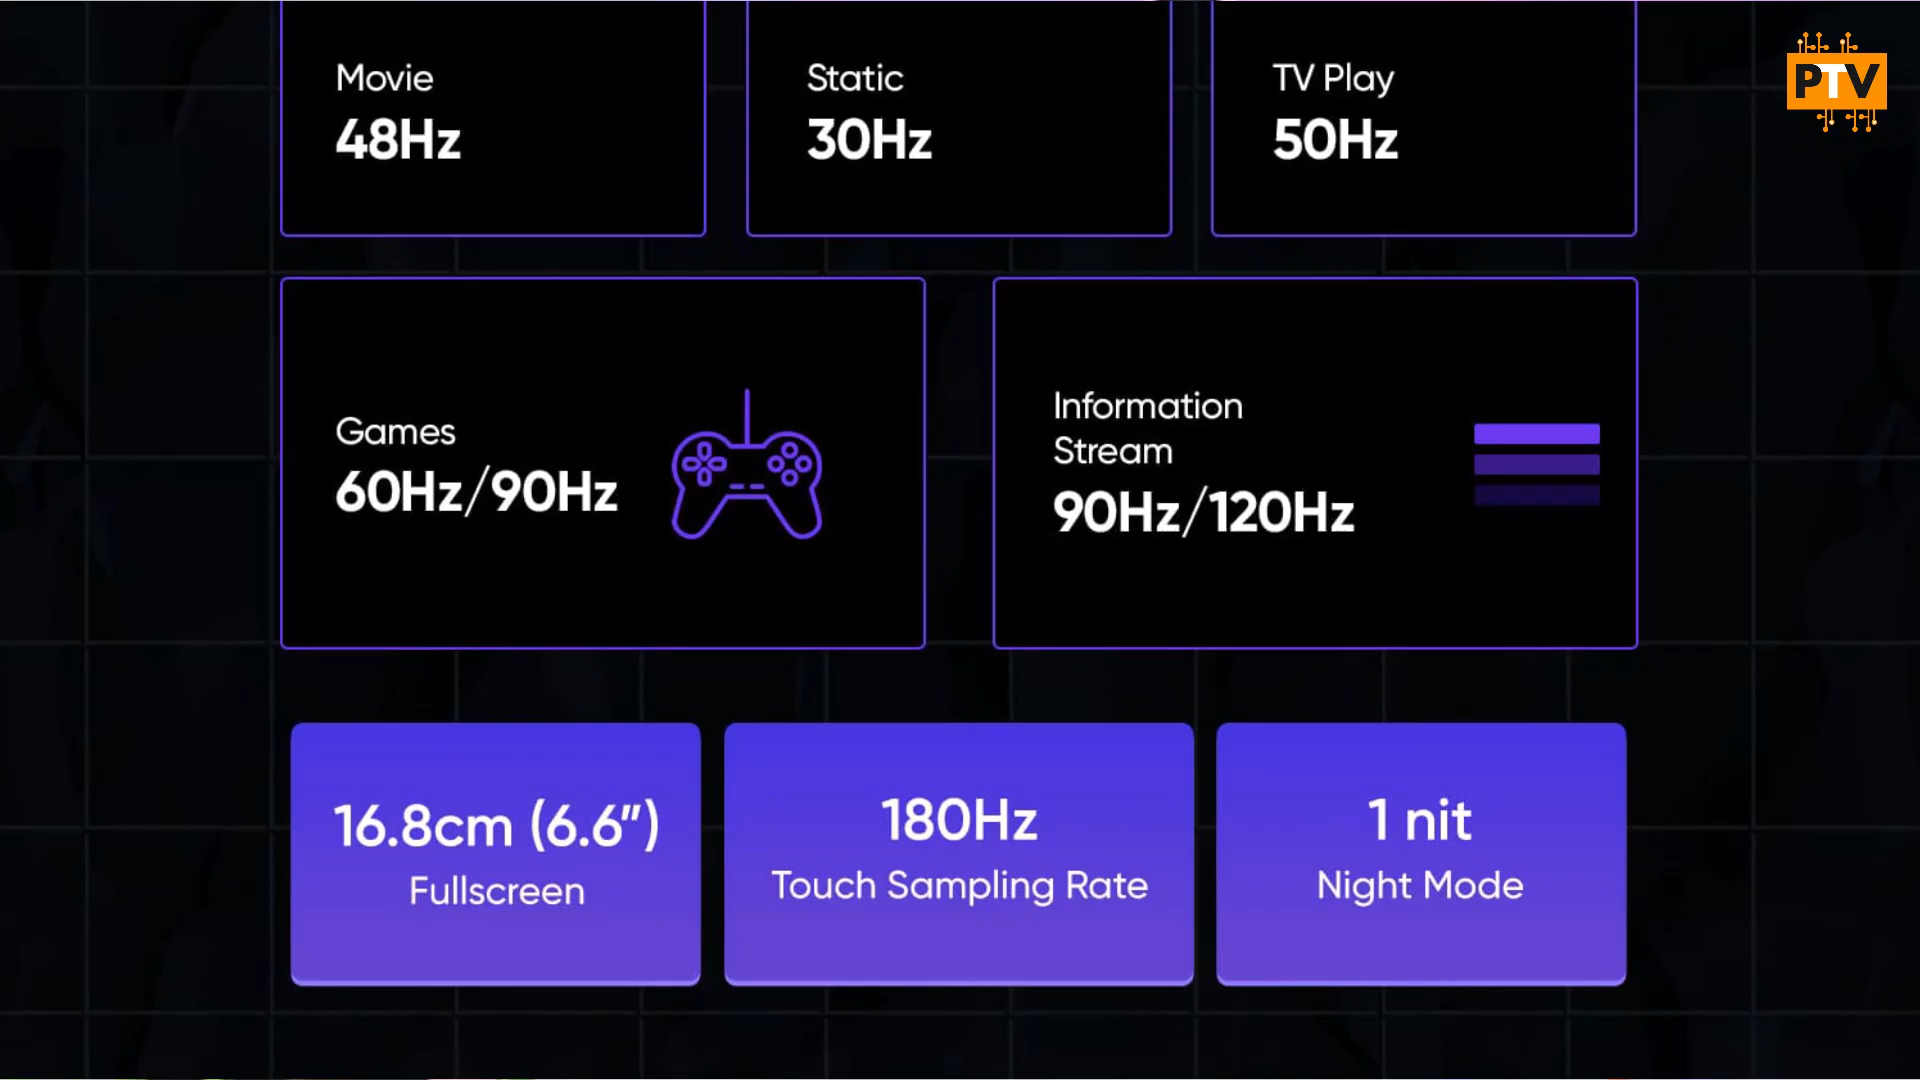 Movie
48Hz
Static
30Hz
TV Play
50Hz
PTV
Games
60Hz/90Hz
Information
Stream
90Hz/120Hz
16.8cm (6.6″)
Fullscreen
180Hz
Touch Sampling Rate
1 nit
Night Mode